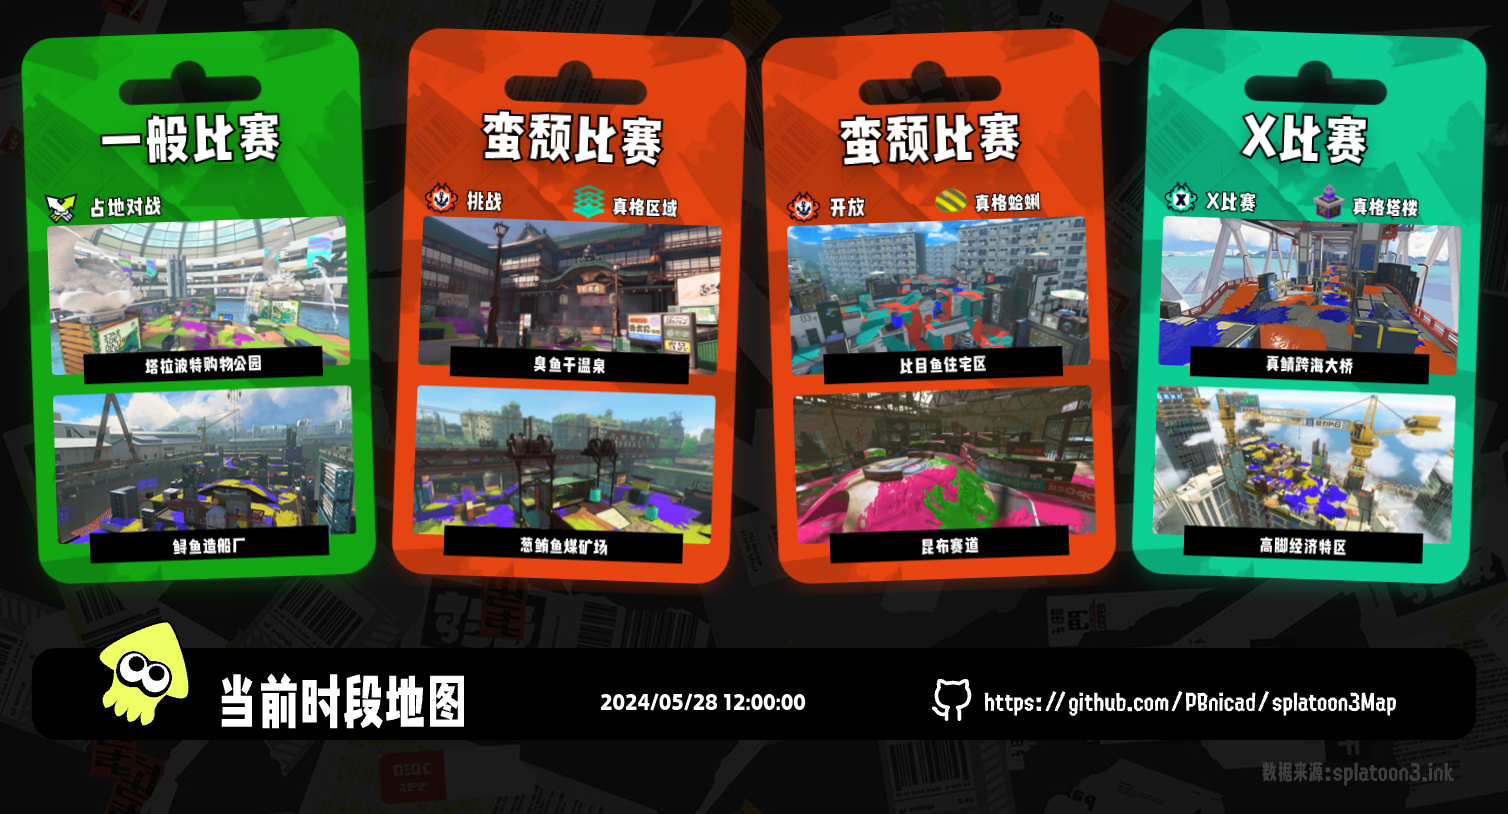 一般比赛
占地对战
塔拉波特购物公园
鲟鱼造船厂
蛮颓比赛
挑战
真格区域
臭鱼干温泉
葱鲔鱼煤矿场
蛮颓比赛
开放
真格蛤蜊
比目鱼住宅区
昆布赛道
X比赛
X比赛
真格塔楼
真鲭跨海大桥
高脚经济特区
当前时段地图
2024/05/28 12:00:00
https://github.com/PBnicad/splatoon3Map
数据来源:splatoon3.ink